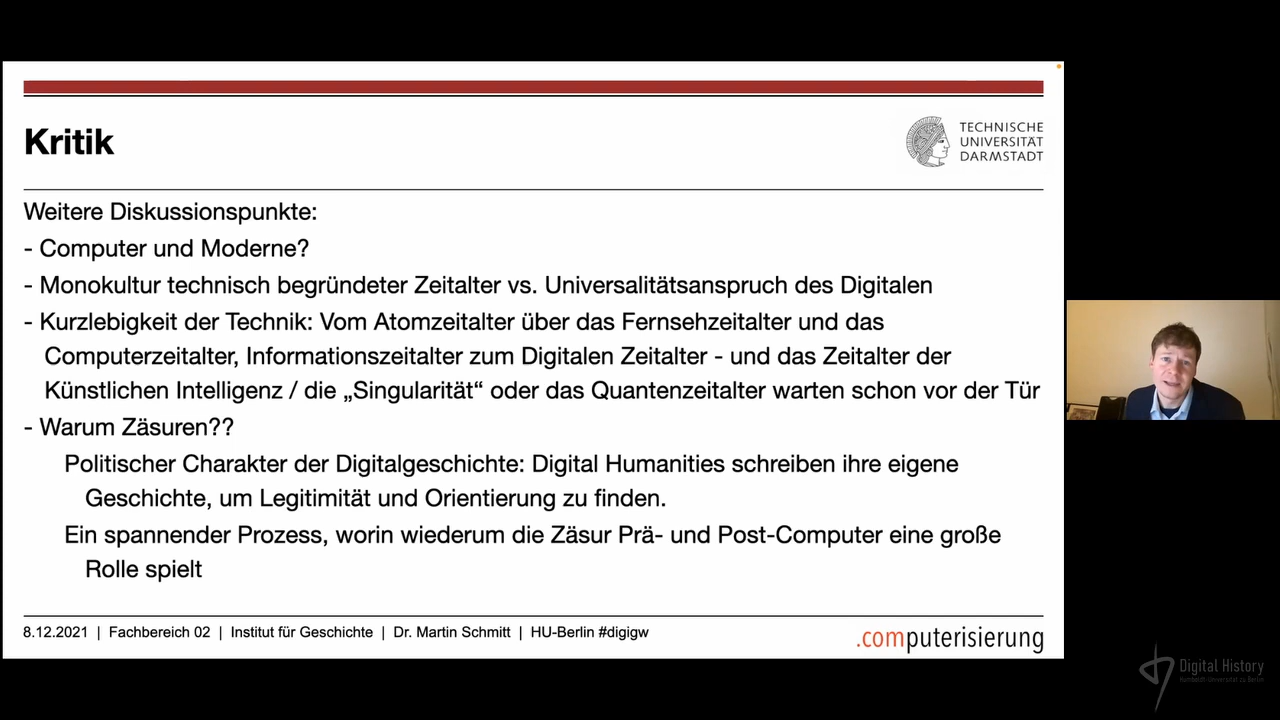 Kritik
TECHNISCHE
UNIVERSITÄT
DARMSTADT
Weitere Diskussionspunkte:
- Computer und Moderne?
- Monokultur technisch begründeter Zeitalter vs. Universalitätsanspruch des Digitalen
- Kurzlebigkeit der Technik: Vom Atomzeitalter über das Fernsehzeitalter und das
Computerzeitalter, Informationszeitalter zum Digitalen Zeitalter - und das Zeitalter der
Künstlichen Intelligenz / die „Singularität“ oder das Quantenzeitalter warten schon vor der Tür
- Warum Zäsuren??
Politischer Charakter der Digitalgeschichte: Digital Humanities schreiben ihre eigene
Geschichte, um Legitimität und Orientierung zu finden.
Ein spannender Prozess, worin wiederum die Zäsur Prä- und Post-Computer eine große
Rolle spielt
8.12.2021 | Fachbereich 02 | Institut für Geschichte | Dr. Martin Schmitt | HU-Berlin #digigw
.computerisierung
Digital History
Humboldt-Universität zu Berlin